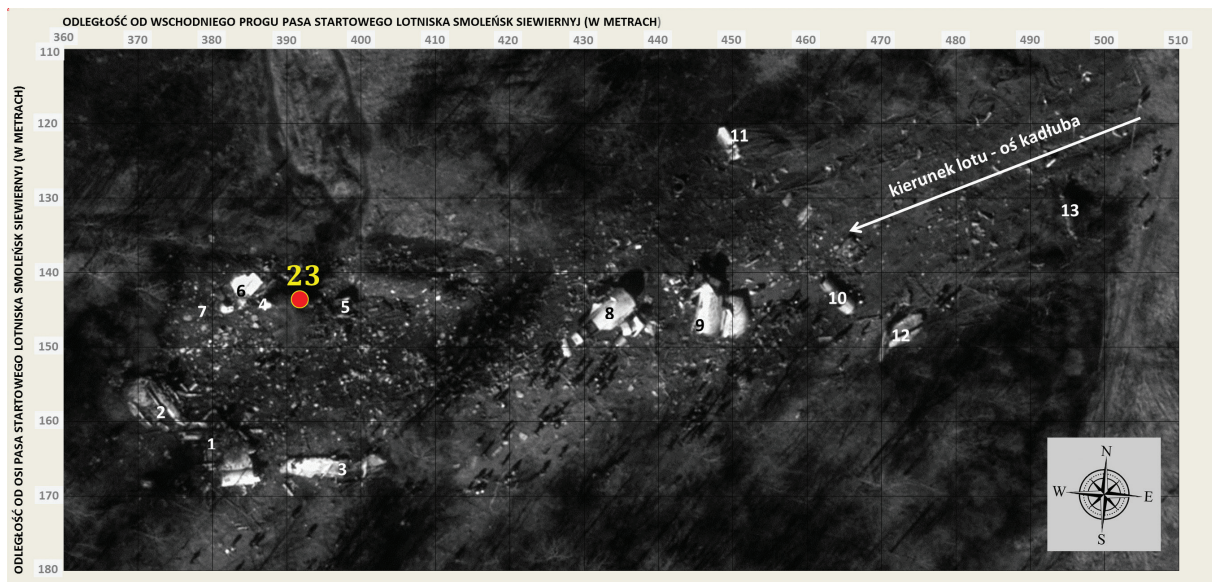 ODLEGŁOŚĆ OD WSCHODNIEGO PROGU PASA STARTOWEGO LOTNISKA SMOLEŃSK SIEWIERNYJ (W METRACH)
360 370 380 390 400 410 420 430 440 450 460 470 480 490 500 510
ODLEGŁOŚĆ OD OSI PASA STARTOWEGO LOTNISKA SMOLEŃSK SIEWIERNYJ (W METRACH)
110
120
130
140
150
160
170
180
11
kierunek lotu - oś kadłuba
13
23
6
7
4
5
10
8
9
12
2
1
3
N
W
E
S